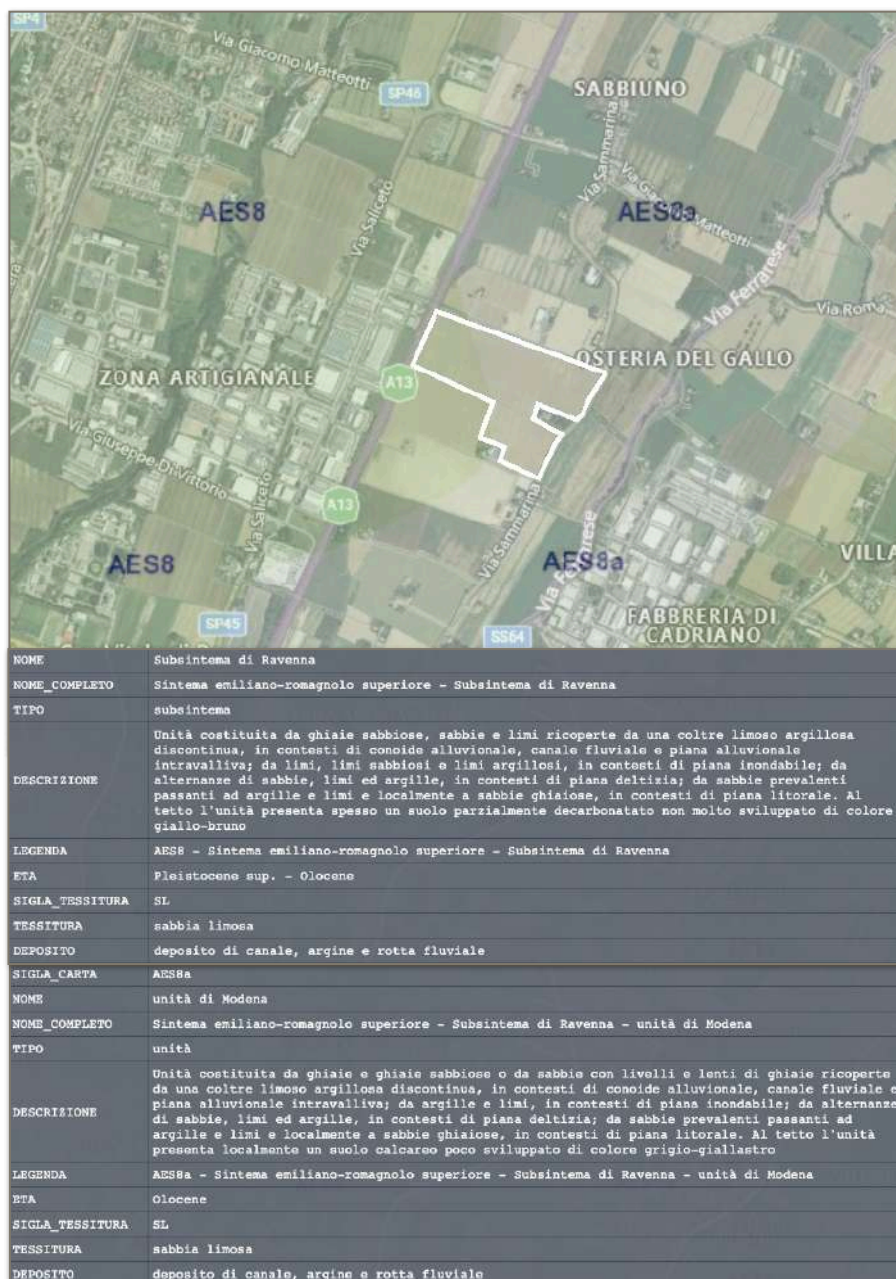 SP4
Via Giacomo Matteotti
SP46
SABBIUNO
Via Sammarina
AES8
AES8a
Via Saliceto
Via Ferrarese
Via Roma
OSTERIA DEL GALLO
ZONA ARTIGIANALE
A13
Via Giuseppe Di Vittorio
Via Saliceto
A13
Via Sammarina
AES8
AES8a
VILLA
FABBRERIA DI
CADRIANO
SP45
SS64
NOME Subsintema di Ravenna
NOME_COMPLETO Sintema emiliano-romagnolo superiore - Subsintema di Ravenna
TIPO subsintema
Unità costituita da ghiaie sabbiose, sabbie e limi ricoperte da una coltre limoso argillosa
discontinua, in contesti di conoide alluvionale, canale fluviale e piana alluvionale
intravalliva; da limi, limi sabbiosi e limi argillosi, in contesti di piana inondabile; da
DESCRIZIONE alternanze di sabbie, limi ed argille, in contesti di piana deltizia; da sabbie prevalenti
passanti ad argille e limi e localmente a sabbie ghiaiose, in contesti di piana litorale. Al
tetto l'unità presenta spesso un suolo parzialmente decarbonatato non molto sviluppato di colore
giallo-bruno
LEGENDA AES8 - Sintema emiliano-romagnolo superiore - Subsintema di Ravenna
ETA Pleistocene sup. - Olocene
SIGLA_TESSITURA SL
TESSITURA sabbia limosa
DEPOSITO deposito di canale, argine e rotta fluviale
SIGLA_CARTA AES8a
NOME unità di Modena
NOME_COMPLETO Sintema emiliano-romagnolo superiore - Subsintema di Ravenna - unità di Modena
TIPO unità
Unità costituita da ghiaie e ghiaie sabbiose o da sabbie con livelli e lenti di ghiaie ricoperte
da una coltre limoso argillosa discontinua, in contesti di conoide alluvionale, canale fluviale e
piana alluvionale intravalliva; da argille e limi, in contesti di piana inondabile; da alternanze
DESCRIZIONE di sabbie, limi ed argille, in contesti di piana deltizia; da sabbie prevalenti passanti ad
argille e limi e localmente a sabbie ghiaiose, in contesti di piana litorale. Al tetto l'unità
presenta localmente un suolo calcareo poco sviluppato di colore grigio-giallastro
LEGENDA AES8a - Sintema emiliano-romagnolo superiore - Subsintema di Ravenna - unità di Modena
ETA Olocene
SIGLA_TESSITURA SL
TESSITURA sabbia limosa
DEPOSITO deposito di canale, argine e rotta fluviale